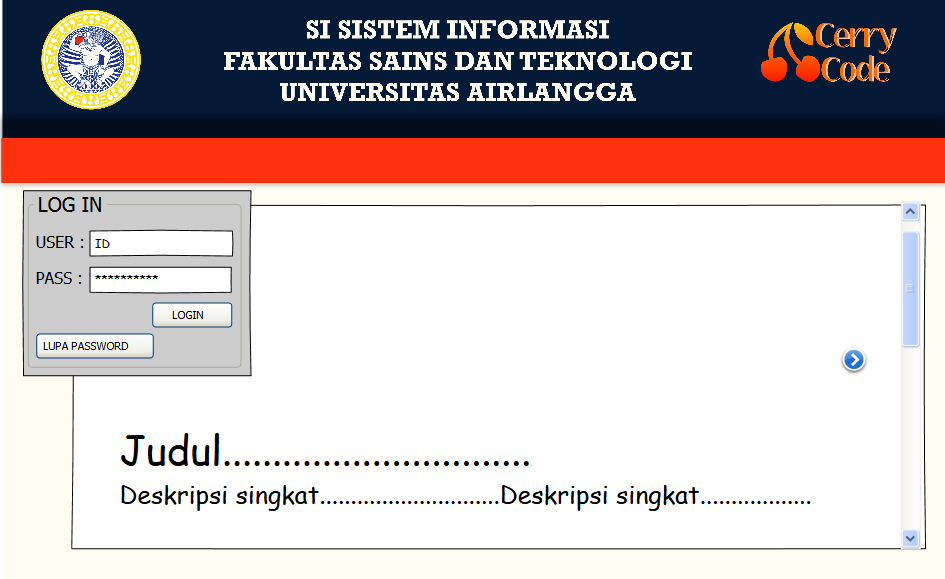 SI SISTEM INFORMASI
FAKULTAS SAINS DAN TEKNOLOGI
UNIVERSITAS AIRLANGGA
Cerry
Code
LOG IN
USER : ID
PASS : **********
LOGIN
LUPA PASSWORD
Judul...............................
Deskripsi singkat............................Deskripsi singkat..................